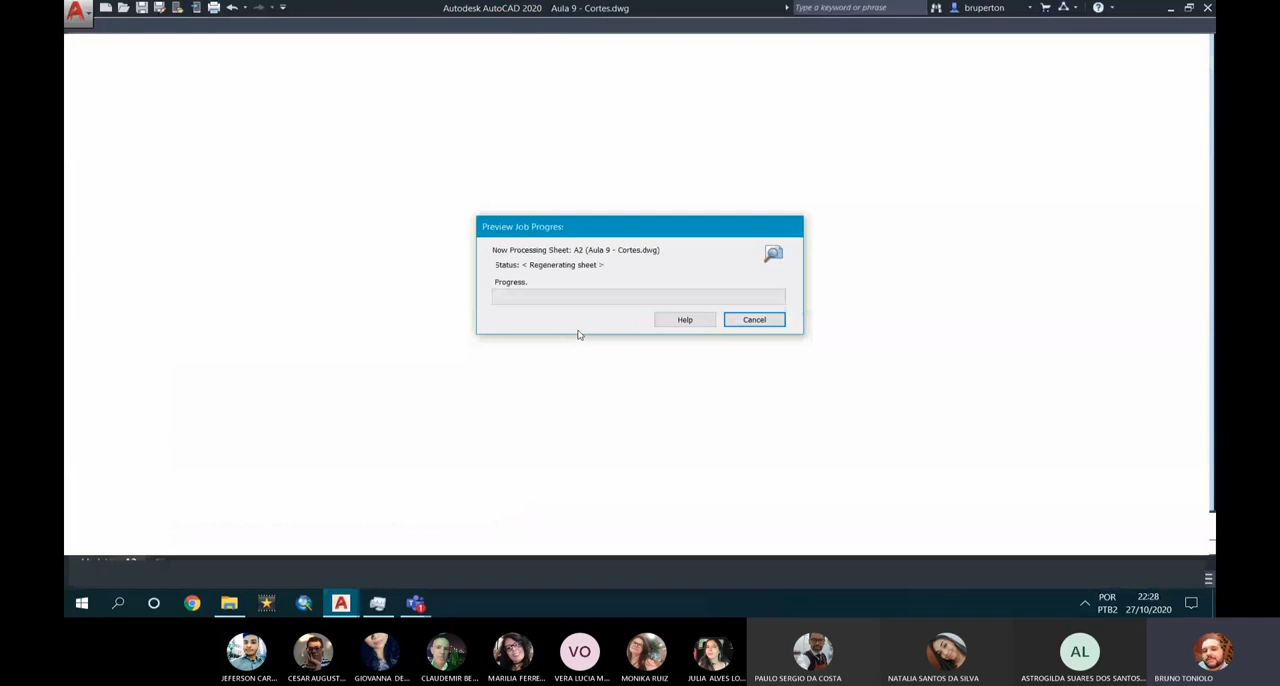 Autodesk AutoCAD 2020 Aula 9 - Cortes.dwg
Type a keyword or phrase
bruperton
Preview Job Progres:
Now Processing Sheet: A2 (Aula 9 - Cortes.dwg)
Status: < Regenerating sheet >
Progress.
Help
Cancel
POR
PTB2
22:28
27/10/2020
VO
AL
JEFERSON CAR...
CESAR AUGUST...
GIOVANNA DE...
CLAUDEMIR BE...
MARILIA FERRE...
VERA LUCIA M...
MONIKA RUIZ
JULIA ALVES LO...
PAULO SERGIO DA COSTA
NATALIA SANTOS DA SILVA
ASTROGILDA SUARES DOS SANTOS...
BRUNO TONIOLO